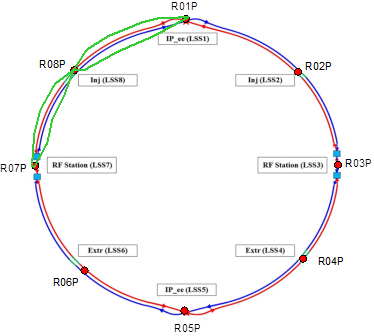 R01P
IP_ee (LSS1)
R08P
R02P
Inj (LSS8)
Inj (LSS2)
R07P
RF Station (LSS7)
RF Station (LSS3)
R03P
Extr (LSS6)
Extr (LSS4)
R06P
R04P
IP_ee (LSS5)
R05P